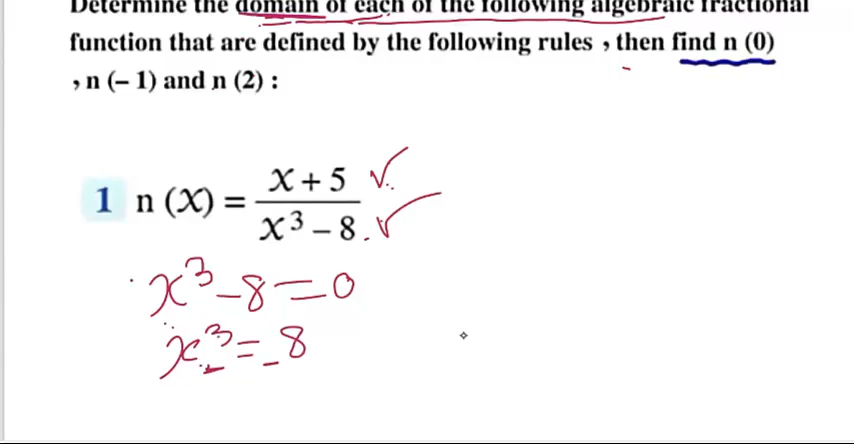 Determine the domain of each of the following algebraic fractional
function that are defined by the following rules , then find n (0)
, n (– 1) and n (2) :
1 n (X) = X + 5 / X³ – 8
x³ – 8 = 0
x³ = – 8